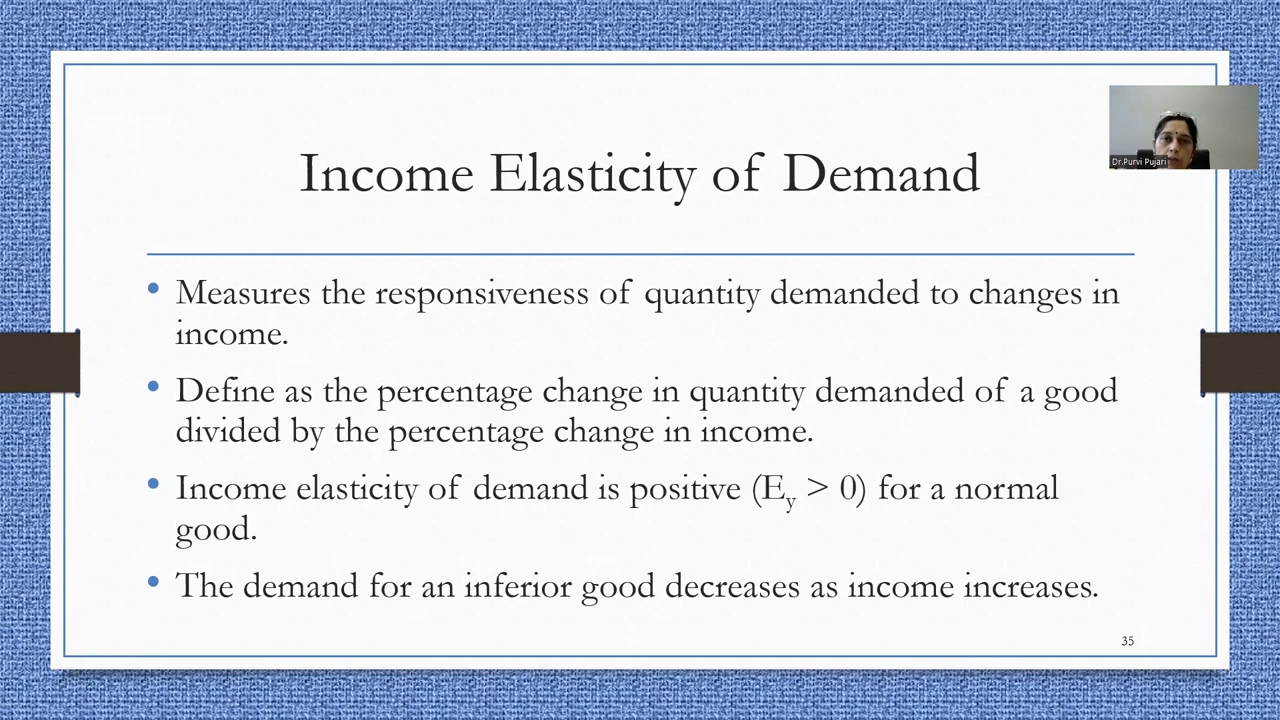 Income Elasticity of Demand
Dr.Purvi Pujari
• Measures the responsiveness of quantity demanded to changes in
income.
• Define as the percentage change in quantity demanded of a good
divided by the percentage change in income.
• Income elasticity of demand is positive (Ey > 0) for a normal
good.
• The demand for an inferior good decreases as income increases.
35